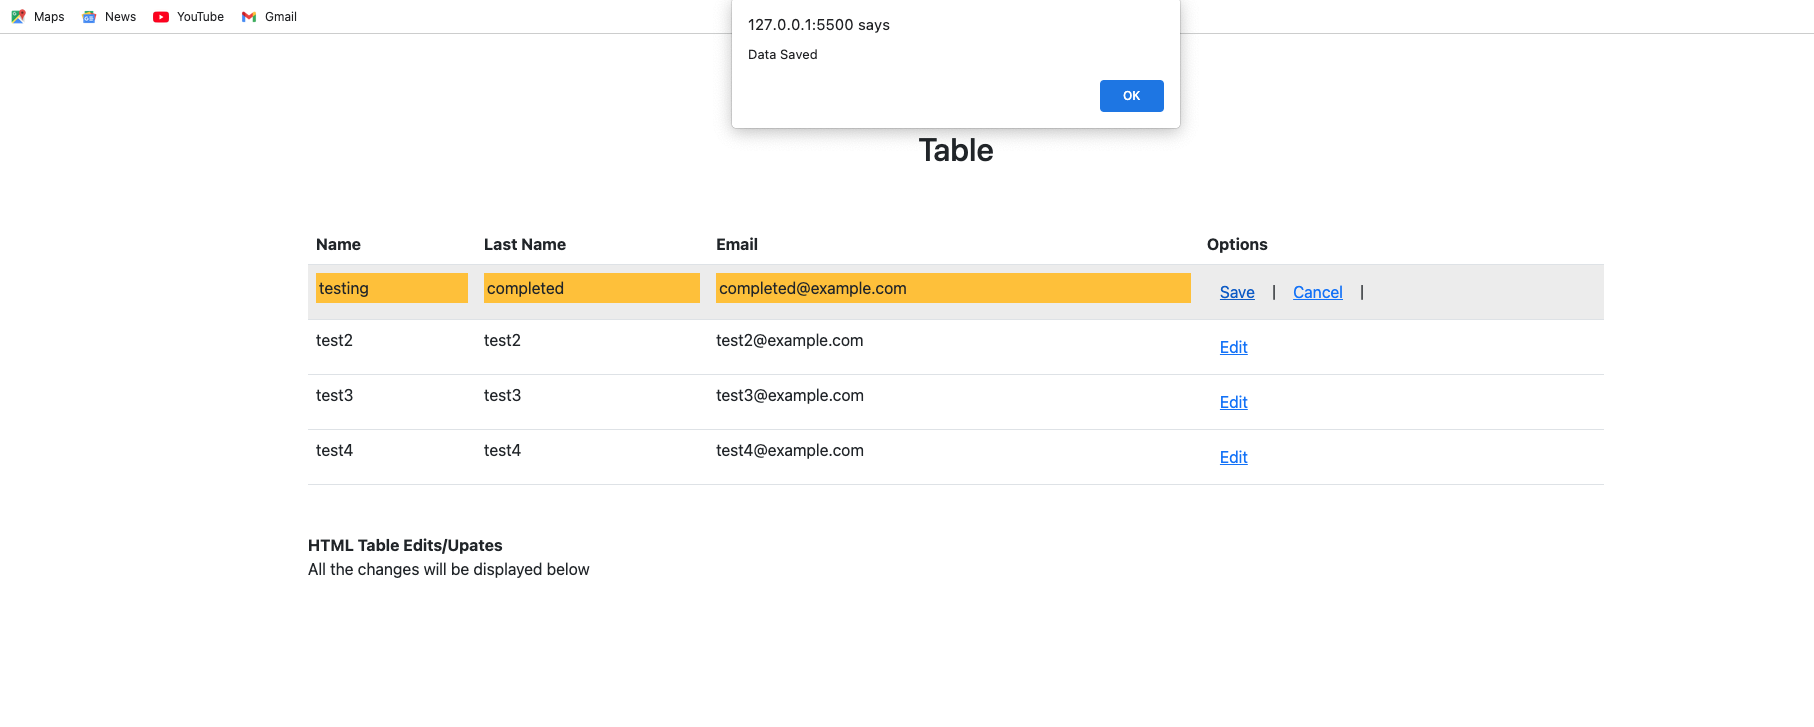 Maps News YouTube Gmail
127.0.0.1:5500 says
Data Saved
OK
Table
Name Last Name Email Options
testing completed completed@example.com Save | Cancel |
test2 test2 test2@example.com Edit
test3 test3 test3@example.com Edit
test4 test4 test4@example.com Edit
HTML Table Edits/Upates
All the changes will be displayed below